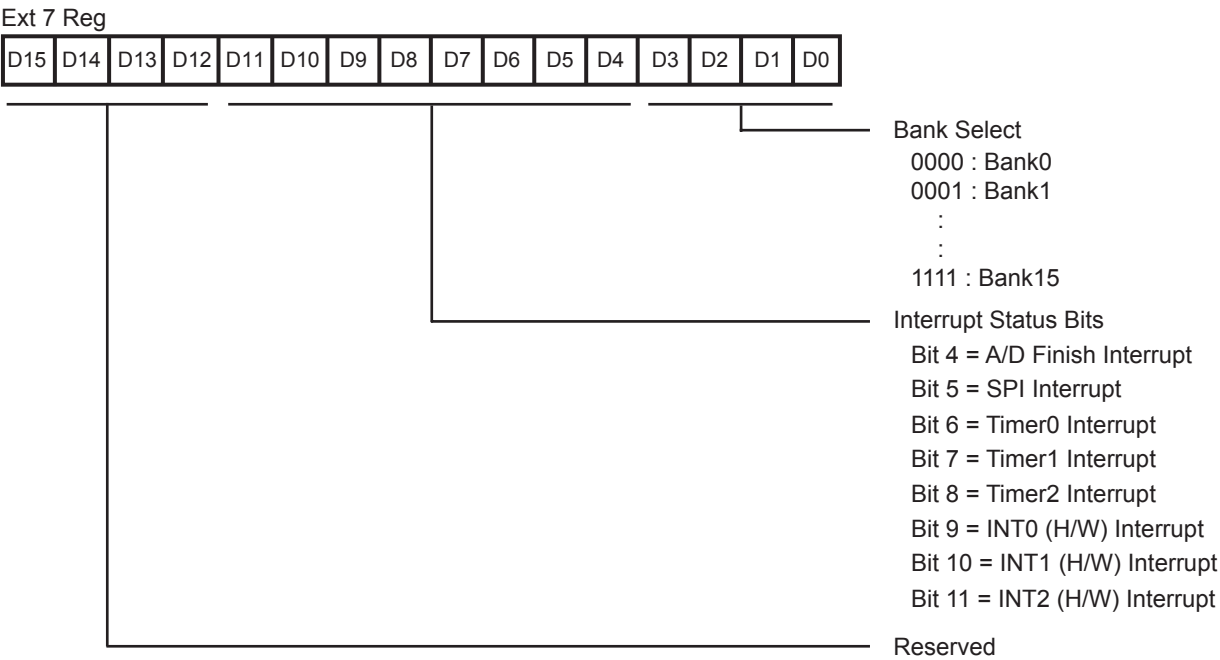 Ext 7 Reg
D15 D14 D13 D12 D11 D10 D9 D8 D7 D6 D5 D4 D3 D2 D1 D0
Bank Select
0000 : Bank0
0001 : Bank1
:
:
1111 : Bank15
Interrupt Status Bits
Bit 4 = A/D Finish Interrupt
Bit 5 = SPI Interrupt
Bit 6 = Timer0 Interrupt
Bit 7 = Timer1 Interrupt
Bit 8 = Timer2 Interrupt
Bit 9 = INT0 (H/W) Interrupt
Bit 10 = INT1 (H/W) Interrupt
Bit 11 = INT2 (H/W) Interrupt
Reserved